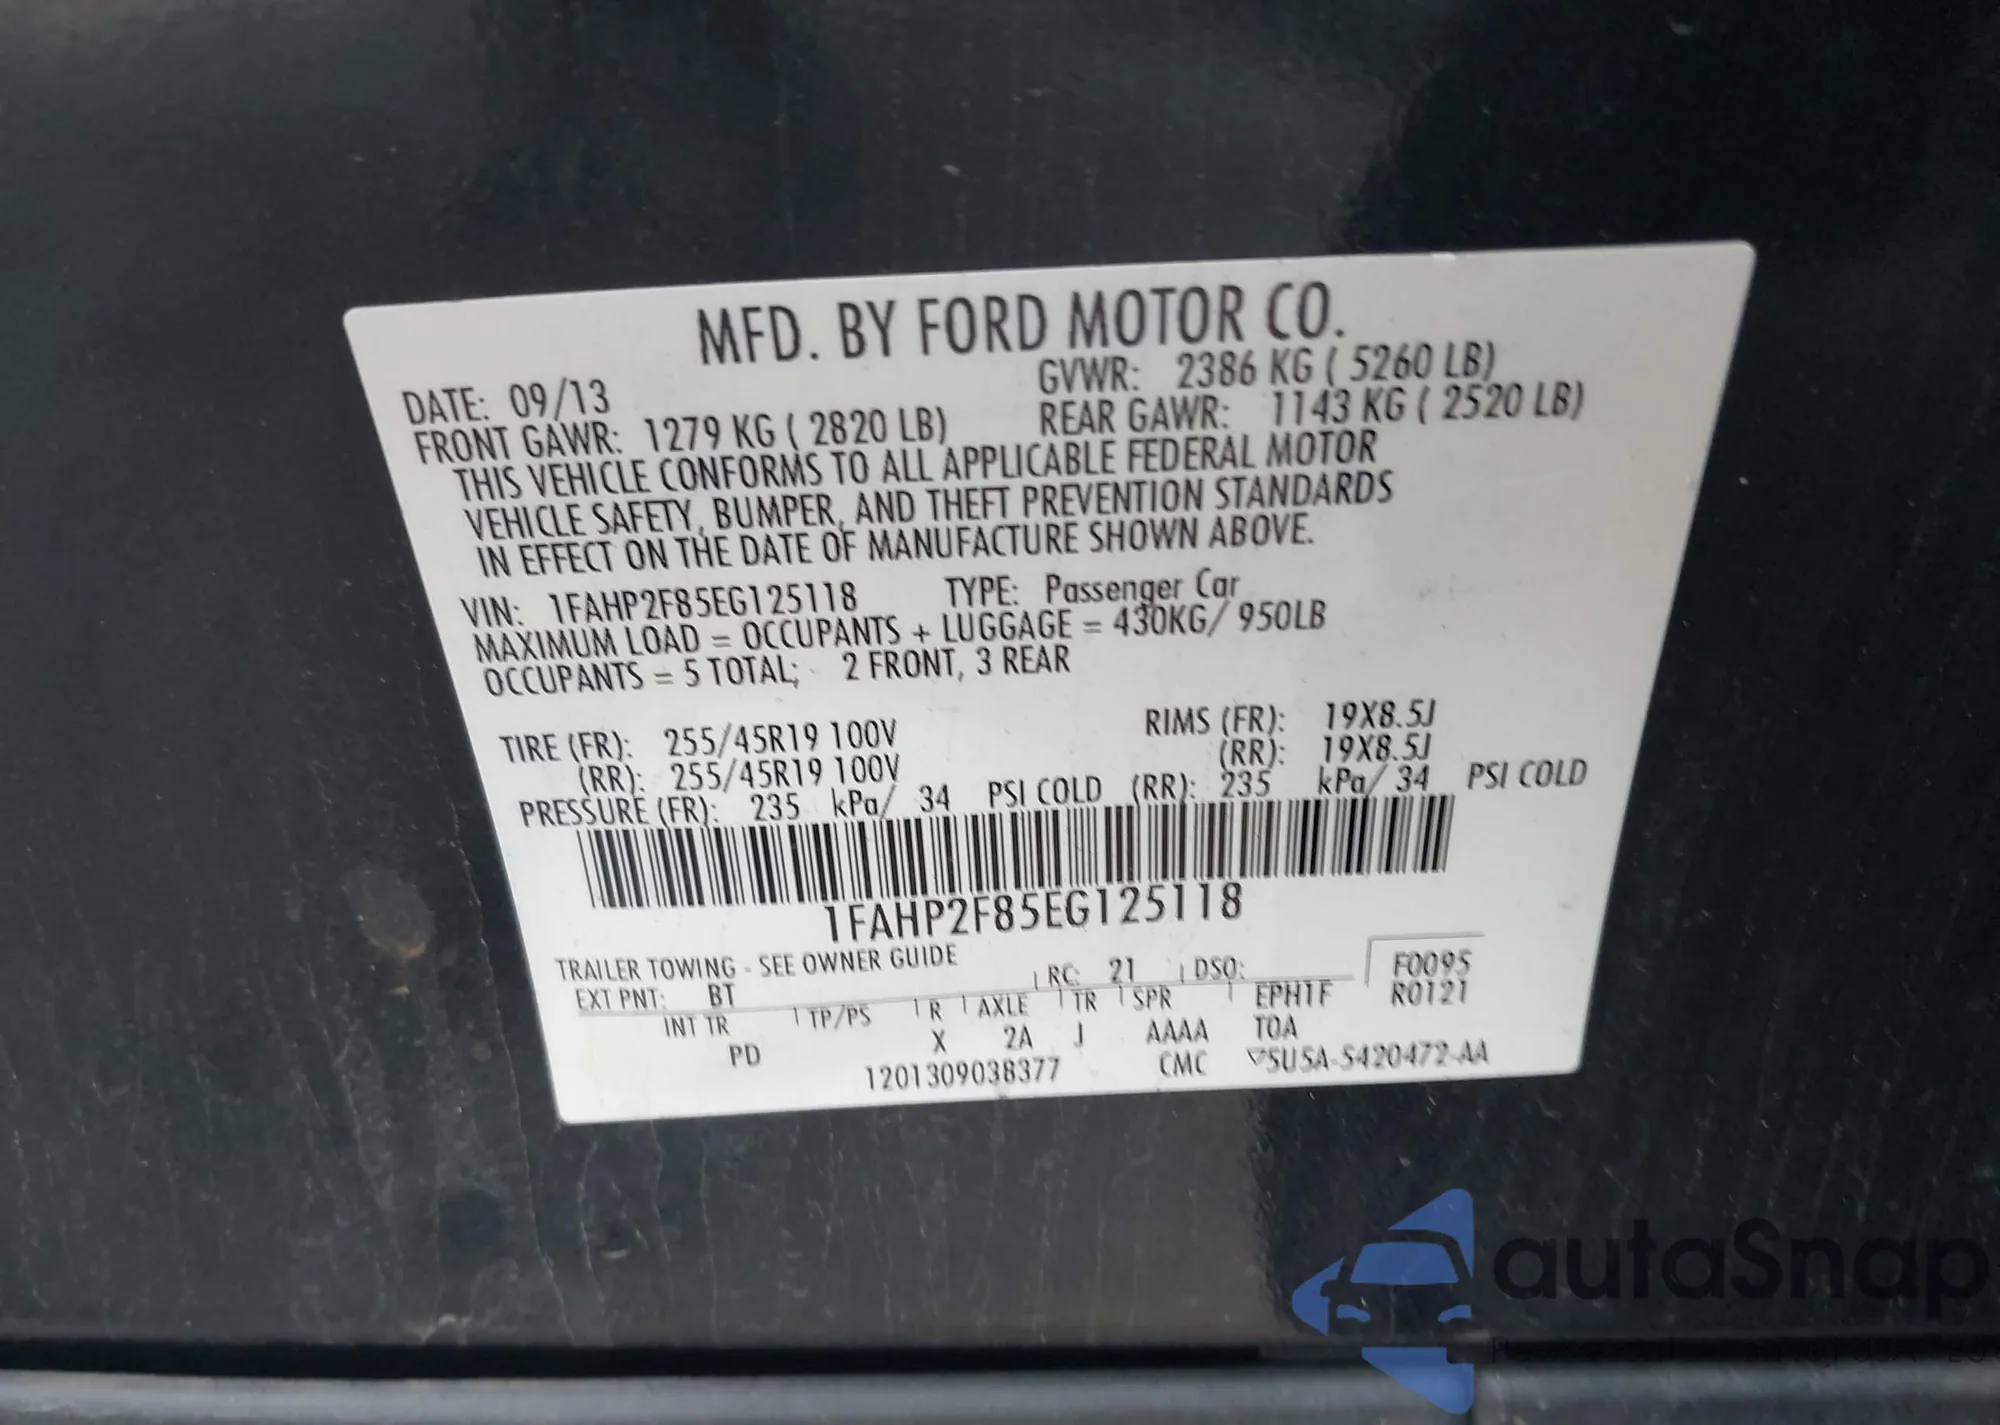 MFD. BY FORD MOTOR CO.
DATE: 09/13 GVWR: 2386 KG ( 5260 LB)
FRONT GAWR: 1279 KG ( 2820 LB) REAR GAWR: 1143 KG ( 2520 LB)
THIS VEHICLE CONFORMS TO ALL APPLICABLE FEDERAL MOTOR
VEHICLE SAFETY, BUMPER, AND THEFT PREVENTION STANDARDS
IN EFFECT ON THE DATE OF MANUFACTURE SHOWN ABOVE.
VIN: 1FAHP2F85EG125118 TYPE: Passenger Car
MAXIMUM LOAD = OCCUPANTS + LUGGAGE = 430KG/ 950LB
OCCUPANTS = 5 TOTAL; 2 FRONT, 3 REAR
TIRE (FR): 255/45R19 100V RIMS (FR): 19X8.5J
(RR): 255/45R19 100V (RR): 19X8.5J
PRESSURE (FR): 235 kPa/ 34 PSI COLD (RR): 235 kPa/ 34 PSI COLD
1FAHP2F85EG125118
TRAILER TOWING - SEE OWNER GUIDE
EXT PNT: BT RC: 21 DSO: F0095
INT TR TP/PS R AXLE TR SPR EPH1F R0121
PD X 2A J AAAA TOA
1201309038377 CMC 5U5A-5420472-AA
autoSnap